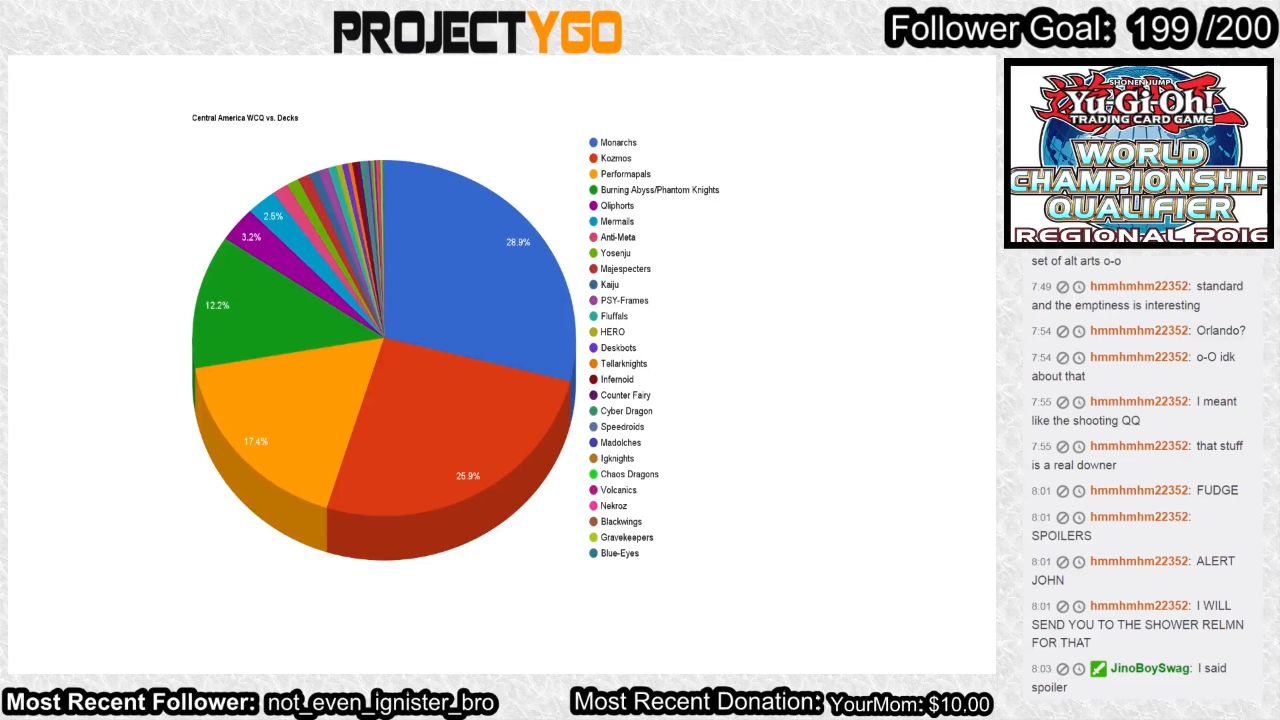 PROJECTYGO
Follower Goal: 199 /200
Central America WCQ vs. Decks
28.9%
25.9%
17.4%
12.2%
3.2%
2.5%
Monarchs
Kozmos
Performapals
Burning Abyss/Phantom Knights
Qliphorts
Mermails
Anti-Meta
Yosenju
Majespecters
Kaiju
PSY-Frames
Fluffals
HERO
Deskbots
Tellarknights
Infernoid
Counter Fairy
Cyber Dragon
Speedroids
Madolches
Igknights
Chaos Dragons
Volcanics
Nekroz
Blackwings
Gravekeepers
Blue-Eyes
SHONEN JUMP
Yu-Gi-Oh!
TRADING CARD GAME
WORLD
CHAMPIONSHIP
QUALIFIER
REGIONAL 2016
set of alt arts o-o
7:49 hmmhmhm22352: standard
and the emptiness is interesting
7:54 hmmhmhm22352: Orlando?
7:54 hmmhmhm22352: o-O idk
about that
7:55 hmmhmhm22352: I meant
like the shooting QQ
7:55 hmmhmhm22352: that stuff
is a real downer
8:01 hmmhmhm22352: FUDGE
8:01 hmmhmhm22352:
SPOILERS
8:01 hmmhmhm22352: ALERT
JOHN
8:01 hmmhmhm22352: I WILL
SEND YOU TO THE SHOWER RELMN
FOR THAT
8:03 JinoBoySwag: I said
spoiler
Most Recent Follower: not_even_ignister_bro
Most Recent Donation: YourMom: $10.00